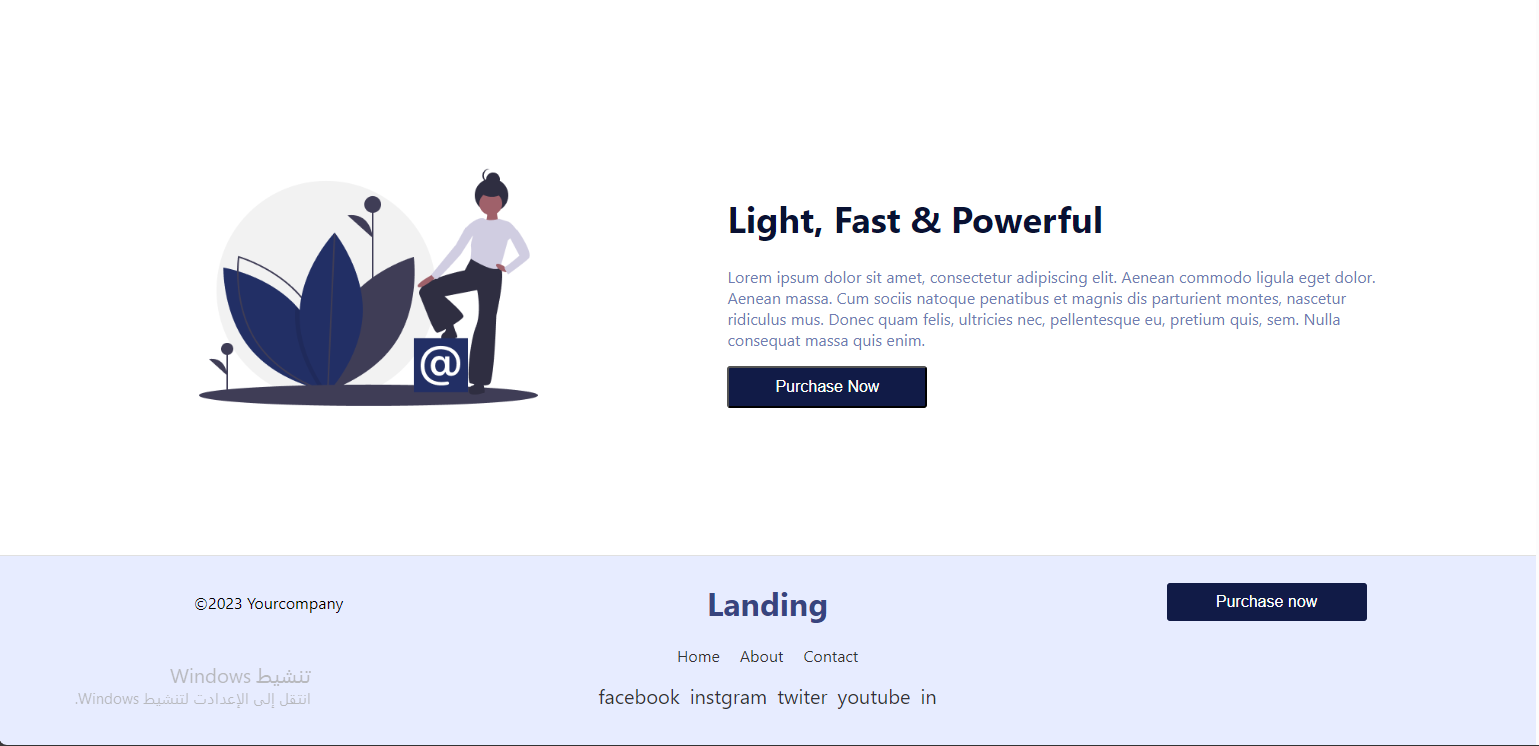 Light, Fast & Powerful
Lorem ipsum dolor sit amet, consectetur adipiscing elit. Aenean commodo ligula eget dolor.
Aenean massa. Cum sociis natoque penatibus et magnis dis parturient montes, nascetur
ridiculus mus. Donec quam felis, ultricies nec, pellentesque eu, pretium quis, sem. Nulla
consequat massa quis enim.
Purchase Now
@
©2023 Yourcompany
Landing
Purchase now
Home About Contact
facebook instgram twiter youtube in
تنشيط Windows
انتقل إلى الإعدادت لتنشيط Windows.